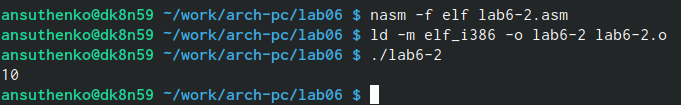 ansuthenko@dk8n59 ~/work/arch-pc/lab06 $ nasm -f elf lab6-2.asm
ansuthenko@dk8n59 ~/work/arch-pc/lab06 $ ld -m elf_i386 -o lab6-2 lab6-2.o
ansuthenko@dk8n59 ~/work/arch-pc/lab06 $ ./lab6-2
10
ansuthenko@dk8n59 ~/work/arch-pc/lab06 $